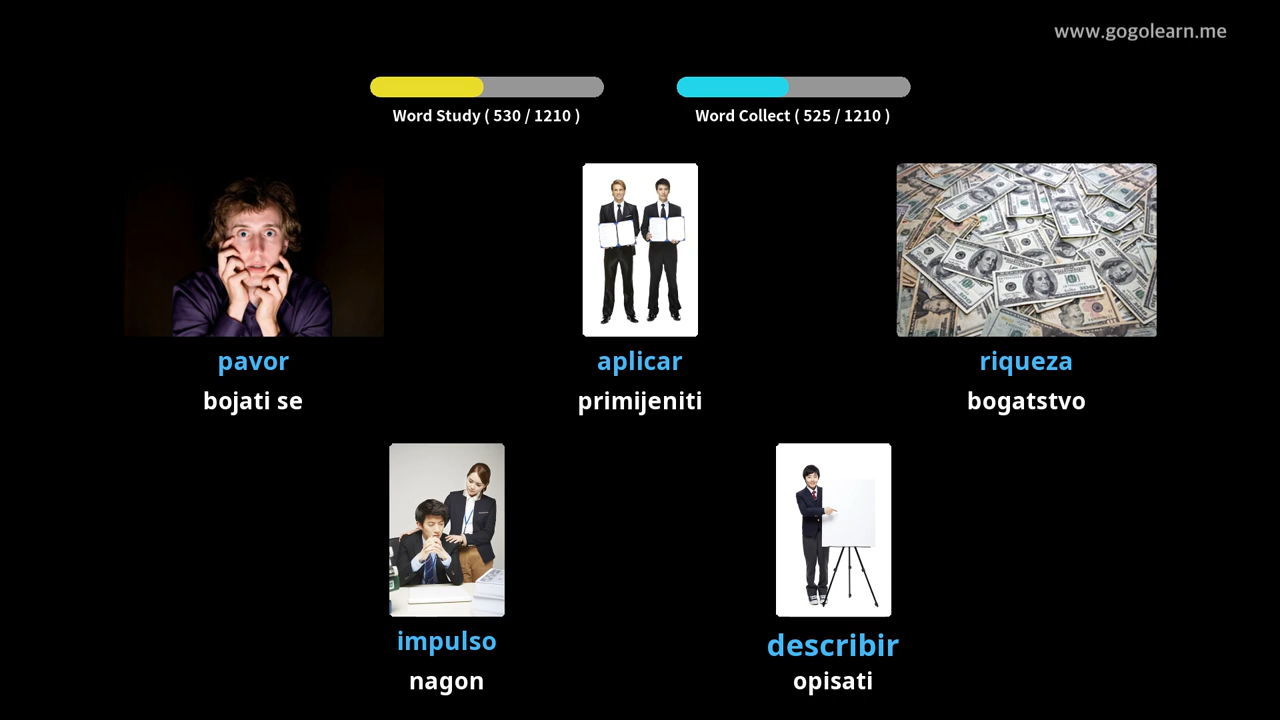 www.gogolearn.me
Word Study ( 530 / 1210 )
Word Collect ( 525 / 1210 )
pavor
bojati se
aplicar
primijeniti
riqueza
bogatstvo
impulso
nagon
describir
opisati